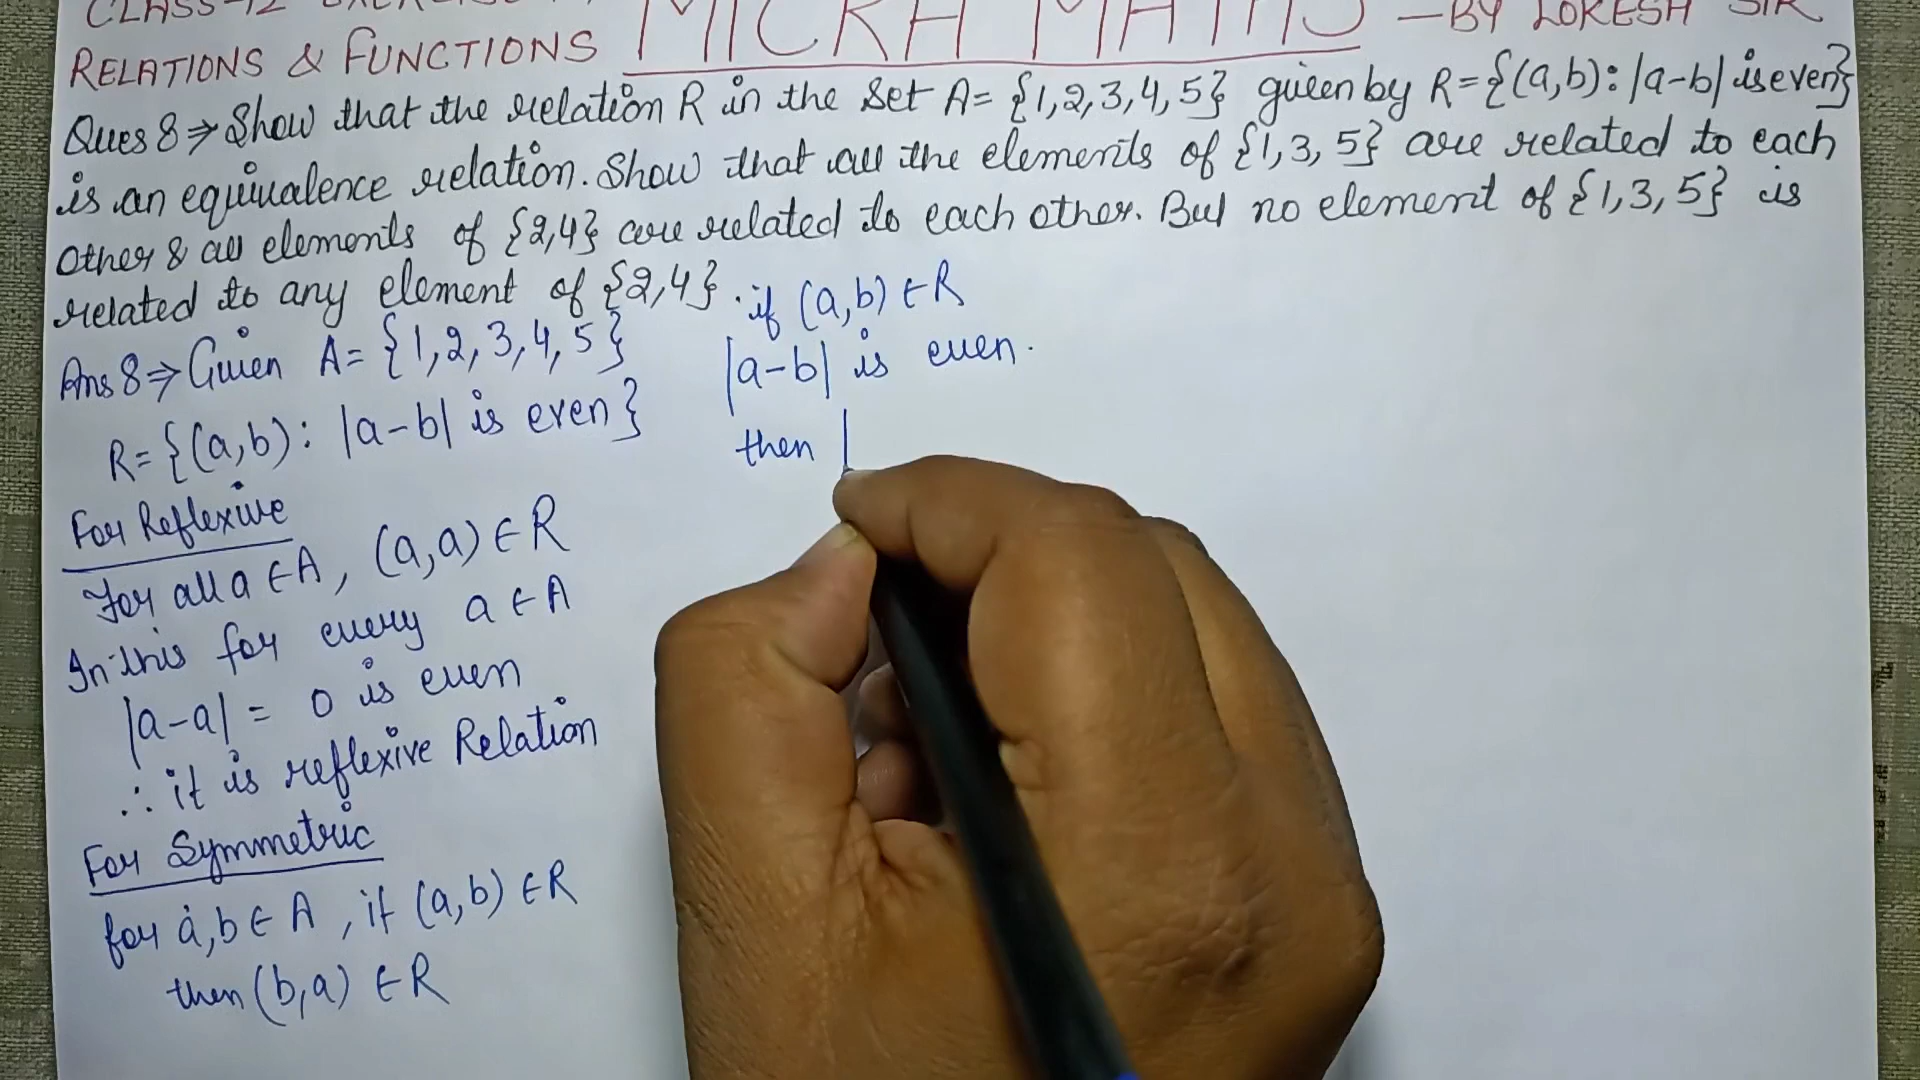 RELATIONS & FUNCTIONS MICRA MATHS - BY LOKESH SIR
Ques 8 ⇒ Show that the relation R in the Set A = {1,2,3,4,5} given by R = {(a,b) : |a-b| is even}
is an equivalence relation. Show that all the elements of {1,3,5} are related to each
other & all elements of {2,4} are related to each other. But no element of {1,3,5} is
related to any element of {2,4}.
Ans 8 ⇒ Given A = {1,2,3,4,5}
R = {(a,b) : |a-b| is even}
For Reflexive
For all a ∈ A, (a,a) ∈ R
In this for every a ∈ A
|a-a| = 0 is even
∴ it is reflexive Relation
For Symmetric
for a,b ∈ A, if (a,b) ∈ R
then (b,a) ∈ R
if (a,b) ∈ R
|a-b| is even.
then |